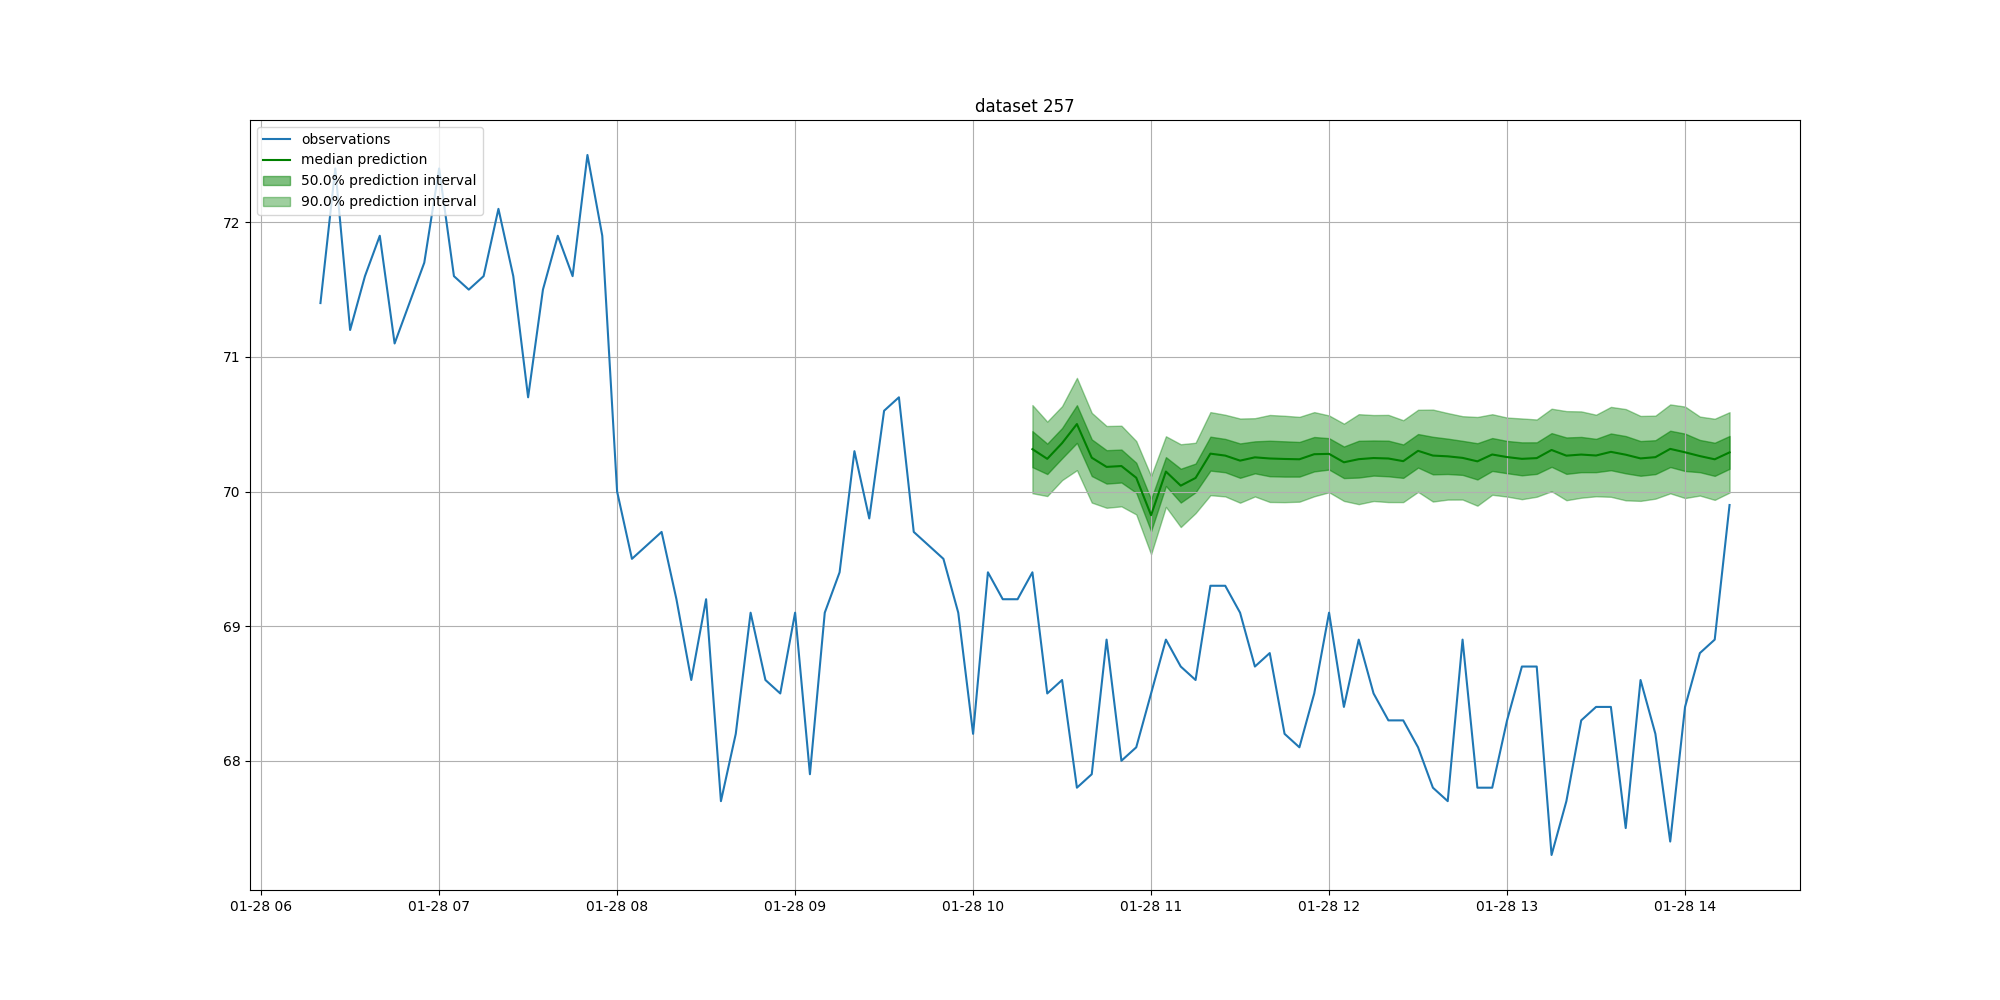 dataset 257
observations
median prediction
50.0% prediction interval
90.0% prediction interval
72
71
70
69
68
01-28 06 01-28 07 01-28 08 01-28 09 01-28 10 01-28 11 01-28 12 01-28 13 01-28 14